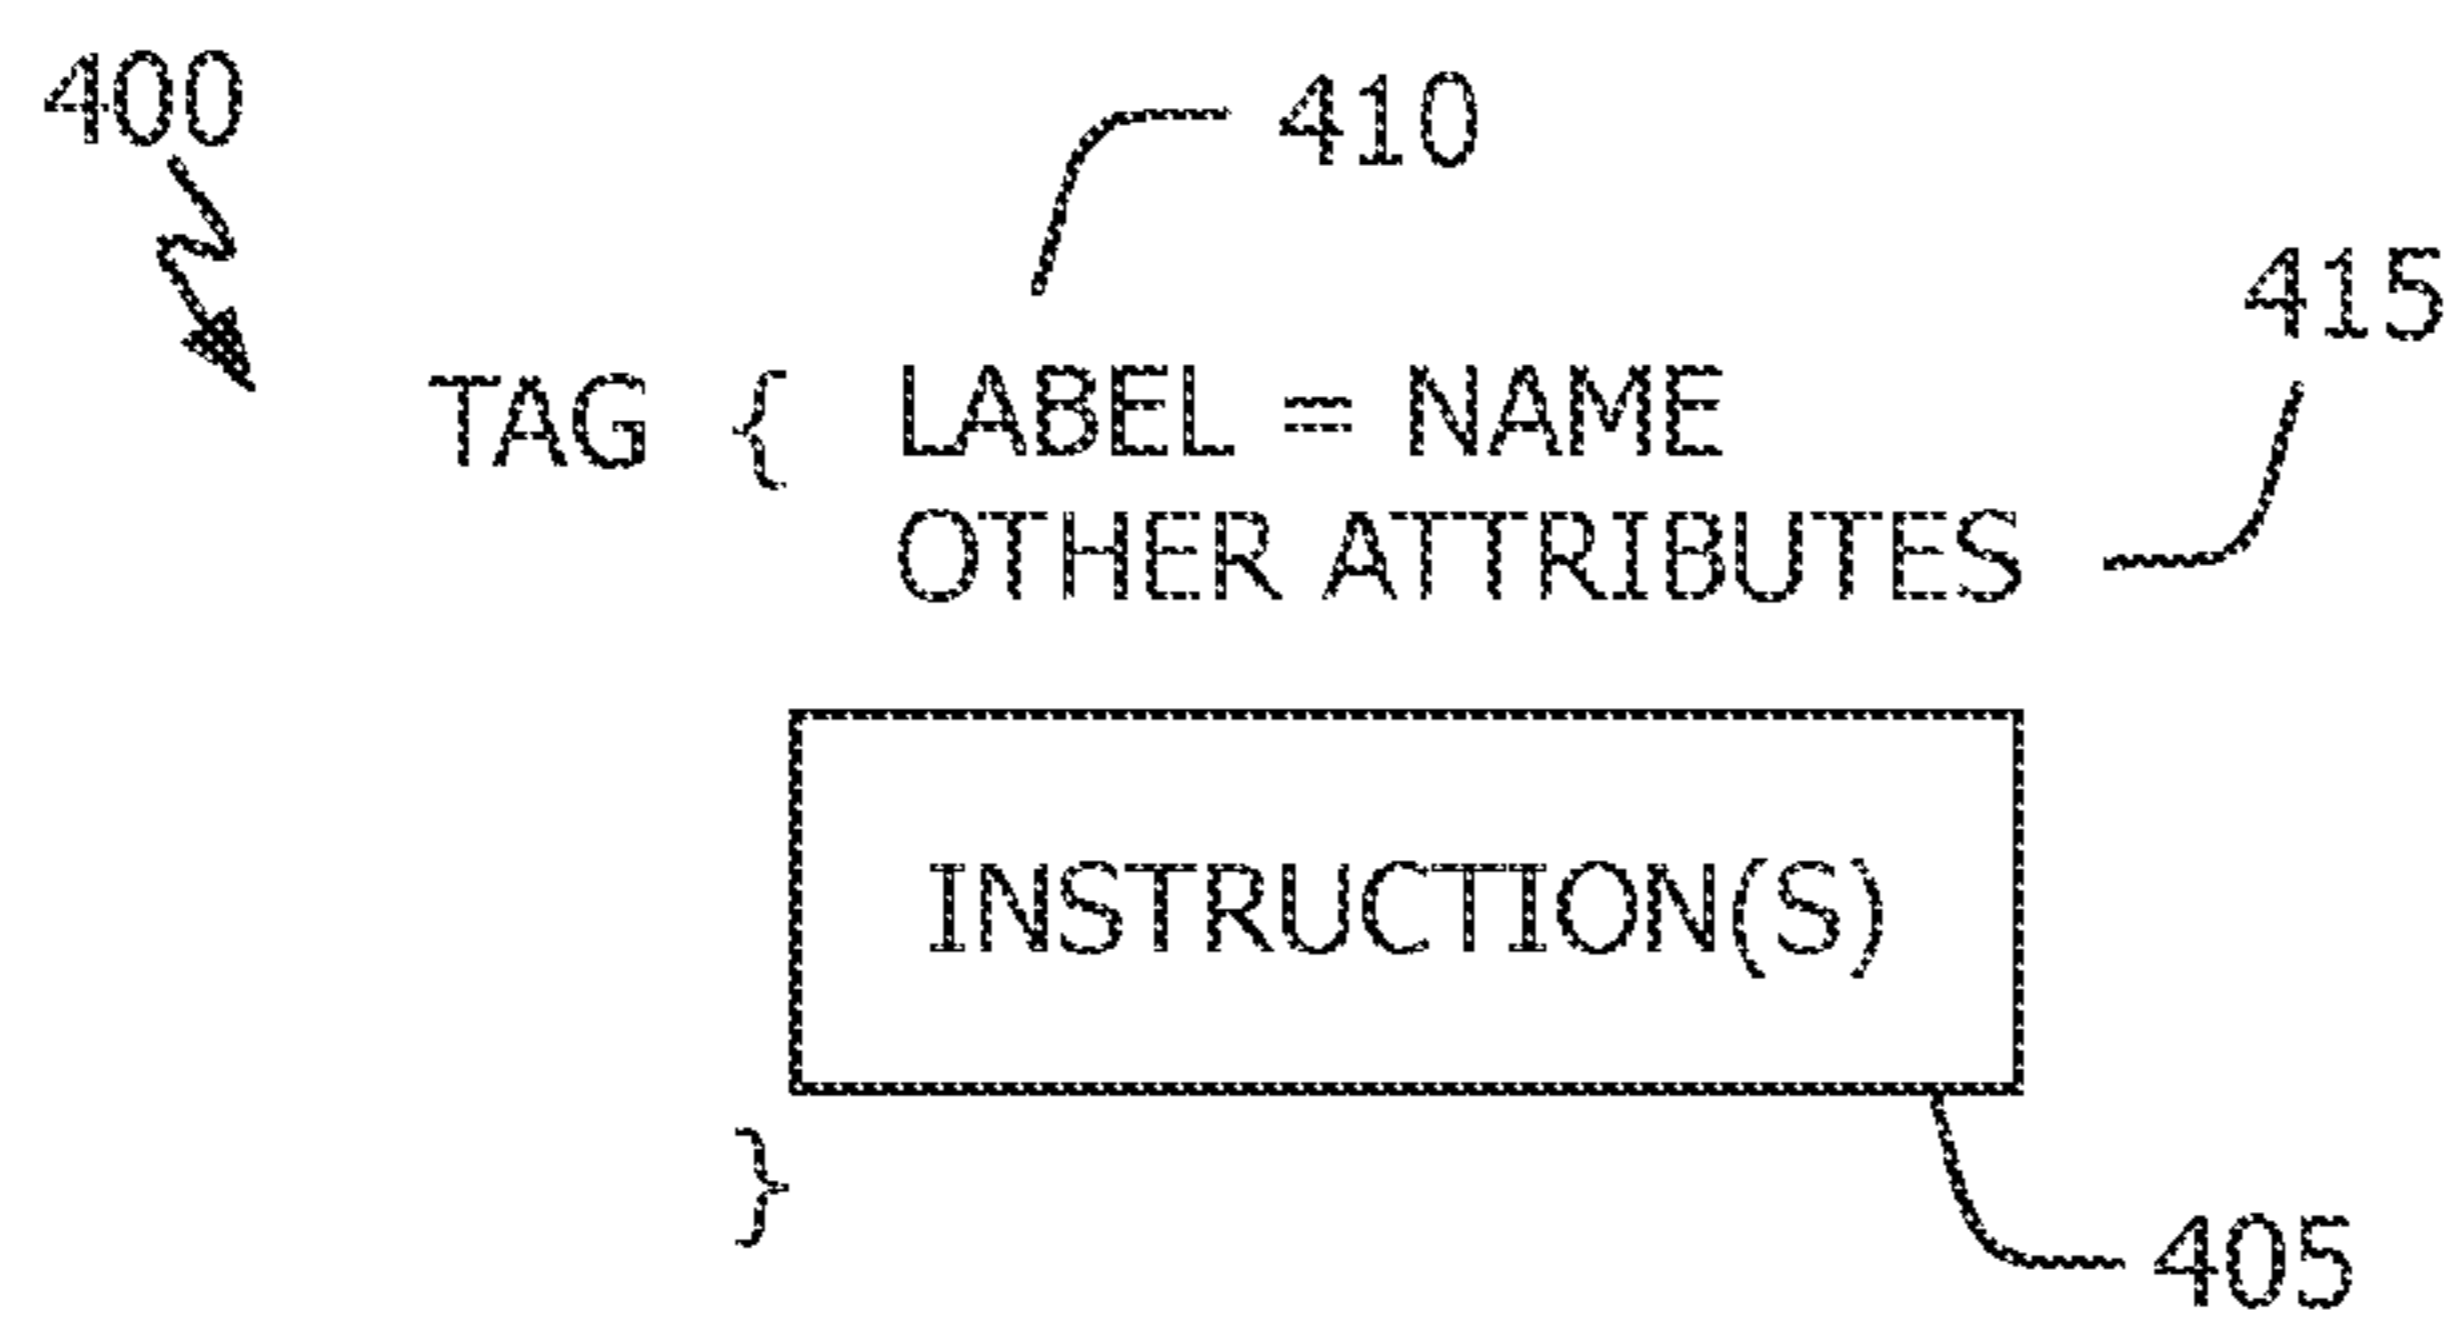 400
410
415
TAG { LABEL = NAME
OTHER ATTRIBUTES
INSTRUCTION(S)
}
405